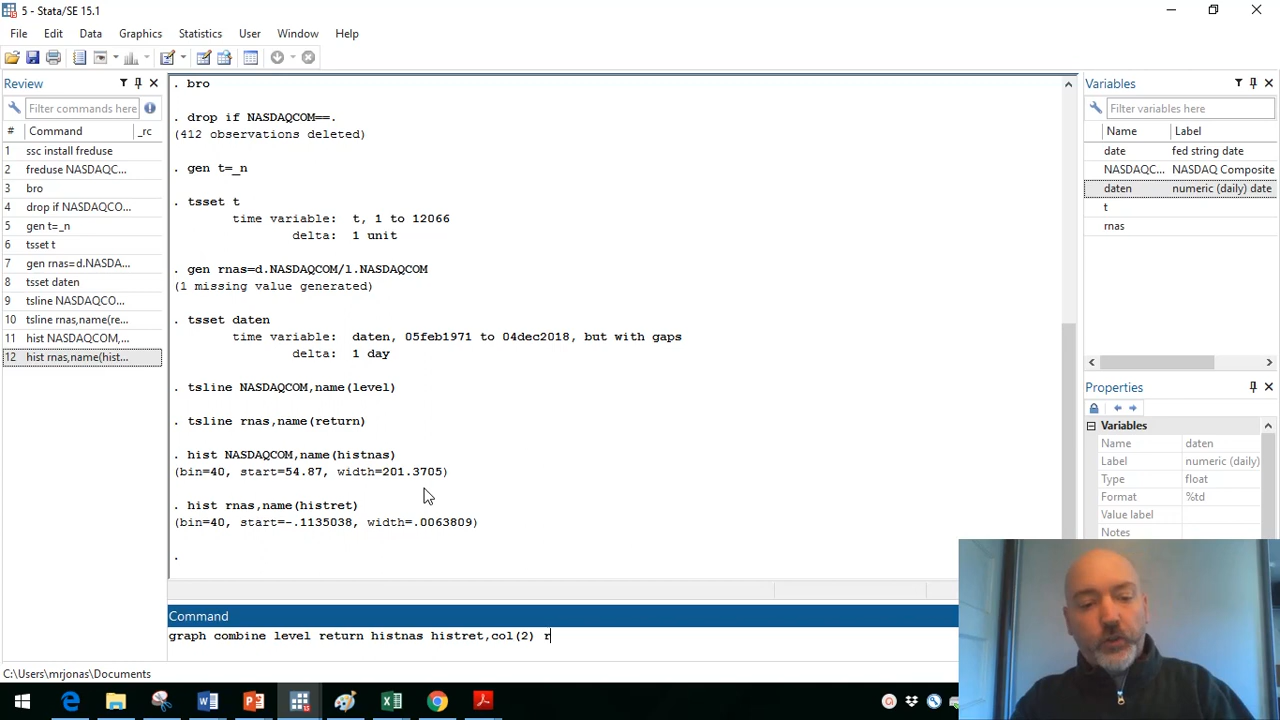 5 - Stata/SE 15.1
File Edit Data Graphics Statistics User Window Help
Review
Filter commands here
# Command _rc
1 ssc install freduse
2 freduse NASDAQC...
3 bro
4 drop if NASDAQCO...
5 gen t=_n
6 tsset t
7 gen rnas=d.NASDA...
8 tsset daten
9 tsline NASDAQCO...
10 tsline rnas,name(re...
11 hist NASDAQCOM,...
12 hist rnas,name(hist...
. bro
. drop if NASDAQCOM==.
(412 observations deleted)
. gen t=_n
. tsset t
time variable: t, 1 to 12066
delta: 1 unit
. gen rnas=d.NASDAQCOM/l.NASDAQCOM
(1 missing value generated)
. tsset daten
time variable: daten, 05feb1971 to 04dec2018, but with gaps
delta: 1 day
. tsline NASDAQCOM,name(level)
. tsline rnas,name(return)
. hist NASDAQCOM,name(histnas)
(bin=40, start=54.87, width=201.3705)
. hist rnas,name(histret)
(bin=40, start=-.1135038, width=.0063809)
.
Command
graph combine level return histnas histret,col(2) r
C:\Users\mrjonas\Documents
Variables
Filter variables here
Name Label
date fed string date
NASDAQC... NASDAQ Composite
daten numeric (daily) date
t
rnas
Properties
Variables
Name daten
Label numeric (daily)
Type float
Format %td
Value label
Notes